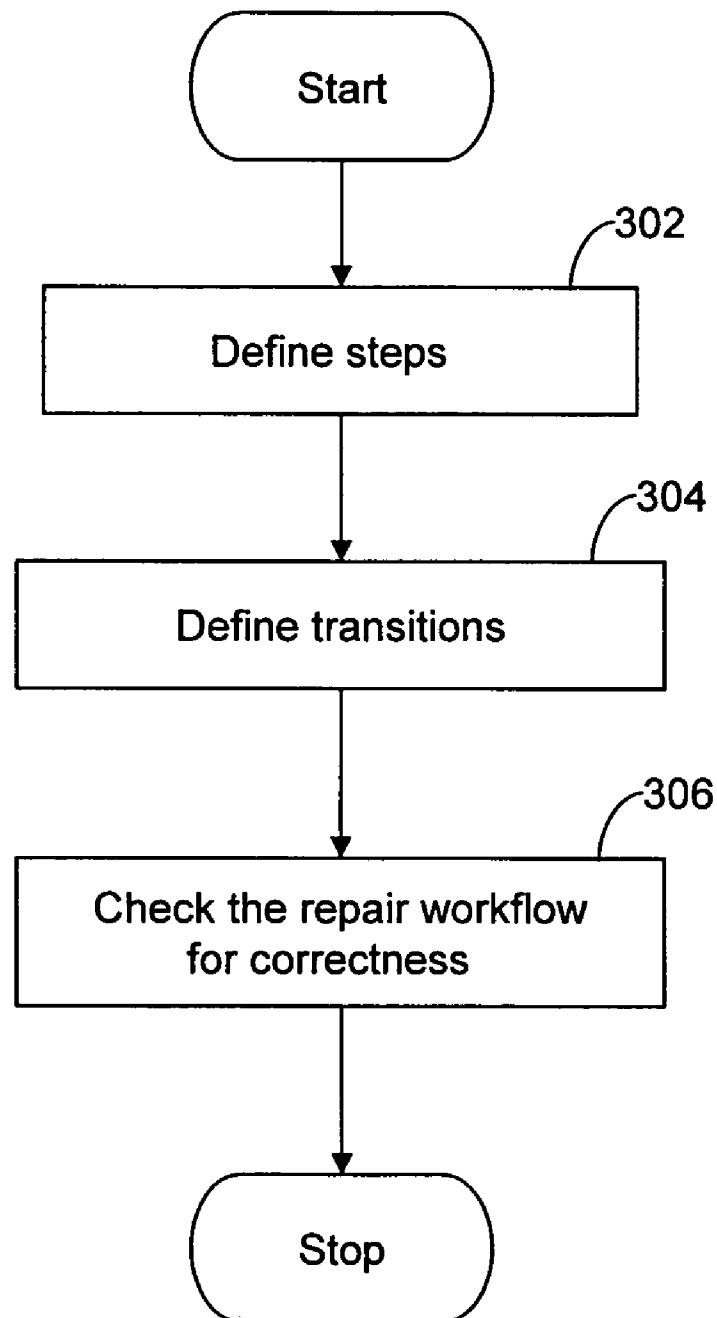 Start
302
Define steps
304
Define transitions
306
Check the repair workflow
for correctness
Stop